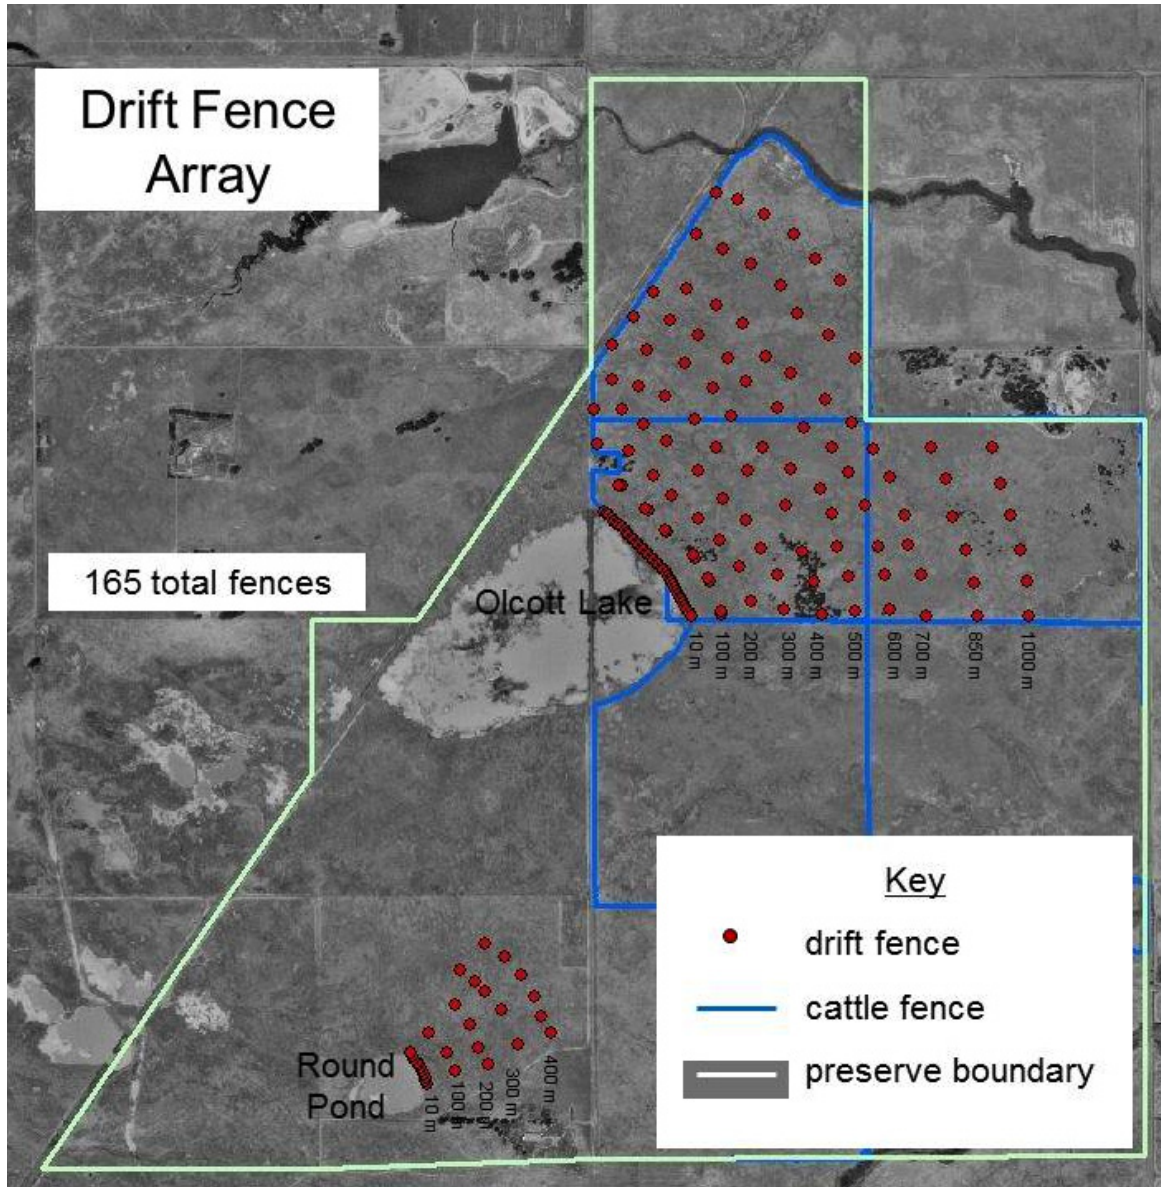 Drift Fence
Array
165 total fences
Olcott Lake
10 m
100 m
200 m
300 m
400 m
500 m
600 m
700 m
850 m
1000 m
Round
Pond
10 m
100 m
200 m
300 m
400 m
Key
drift fence
cattle fence
preserve boundary